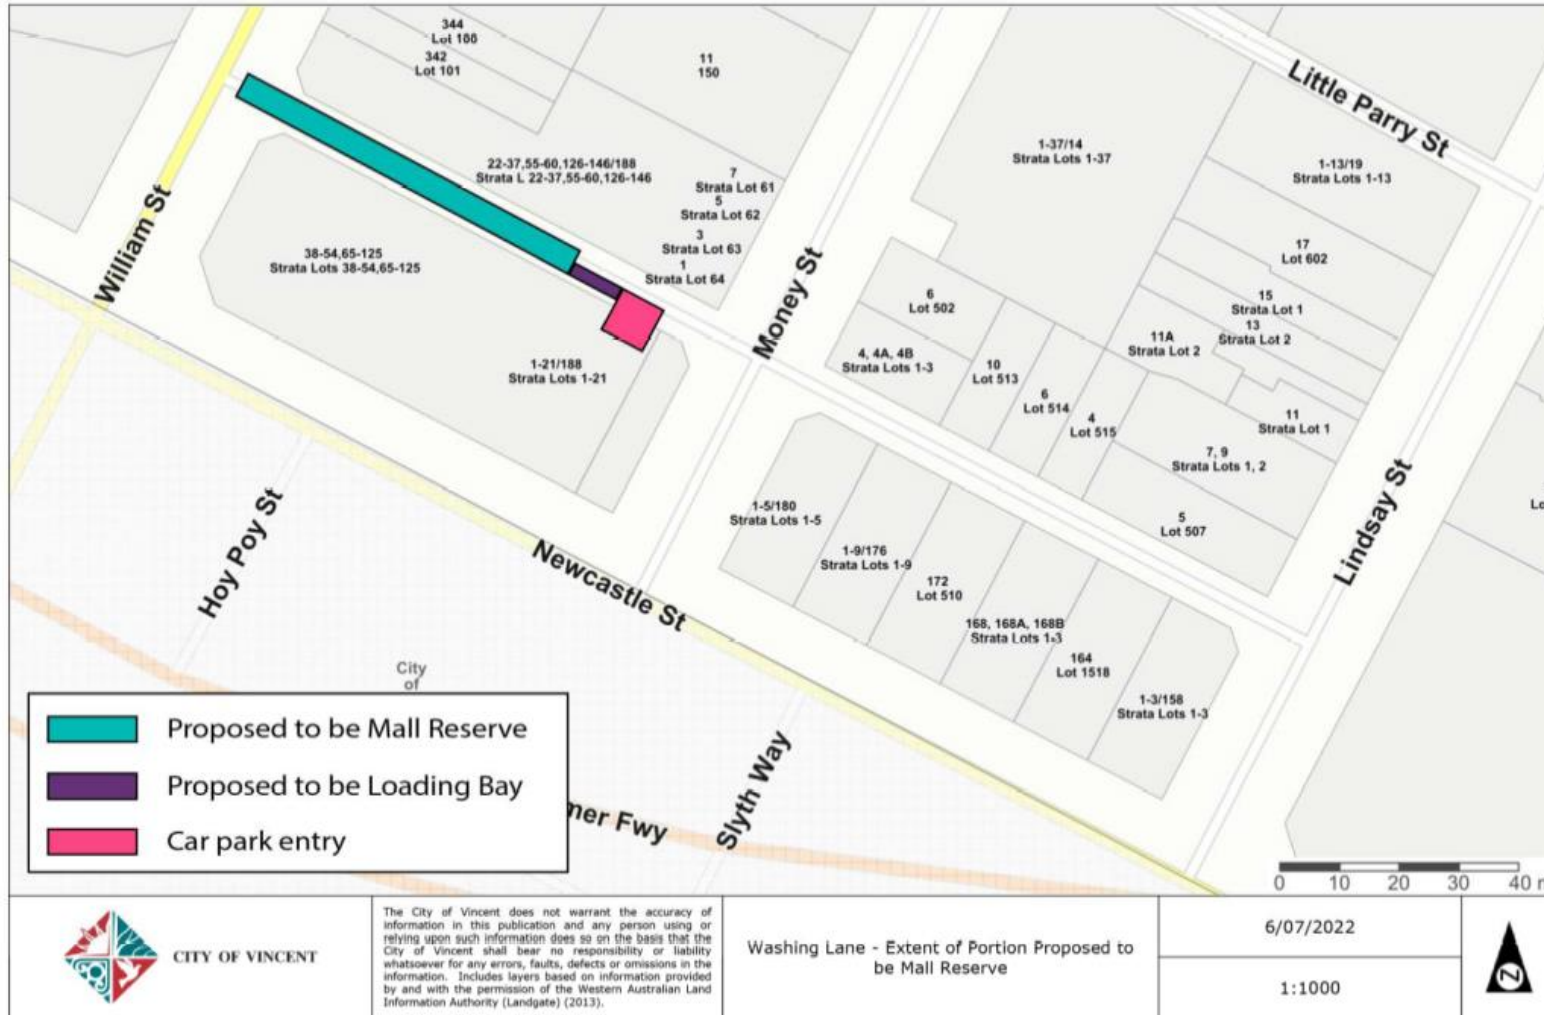 344
Lot 100
342
Lot 101
11
150
Little Parry St
1-37/14
Strata Lots 1-37
1-13/19
Strata Lots 1-13
22-37,55-60,126-146/188
Strata L 22-37,55-60,126-146
7
Strata Lot 61
5
Strata Lot 62
3
Strata Lot 63
1
Strata Lot 64
William St
38-54,65-125
Strata Lots 38-54,65-125
Money St
17
Lot 602
15
Strata Lot 1
13
Strata Lot 2
11A
Strata Lot 2
6
Lot 502
4, 4A, 4B
Strata Lots 1-3
10
Lot 513
6
Lot 514
4
Lot 515
11
Strata Lot 1
7, 9
Strata Lots 1, 2
5
Lot 507
1-21/188
Strata Lots 1-21
Lindsay St
Lo
1-5/180
Strata Lots 1-5
1-9/176
Strata Lots 1-9
172
Lot 510
168, 168A, 168B
Strata Lots 1-3
164
Lot 1518
1-3/158
Strata Lots 1-3
Hoy Poy St
Newcastle St
Slyth Way
City
of
mer Fwy
Proposed to be Mall Reserve
Proposed to be Loading Bay
Car park entry
0 10 20 30 40 m
CITY OF VINCENT
The City of Vincent does not warrant the accuracy of
information in this publication and any person using or
relying upon such information does so on the basis that the
City of Vincent shall bear no responsibility or liability
whatsoever for any errors, faults, defects or omissions in the
information. Includes layers based on information provided
by and with the permission of the Western Australian Land
Information Authority (Landgate) (2013).
Washing Lane - Extent of Portion Proposed to
be Mall Reserve
6/07/2022
1:1000
N